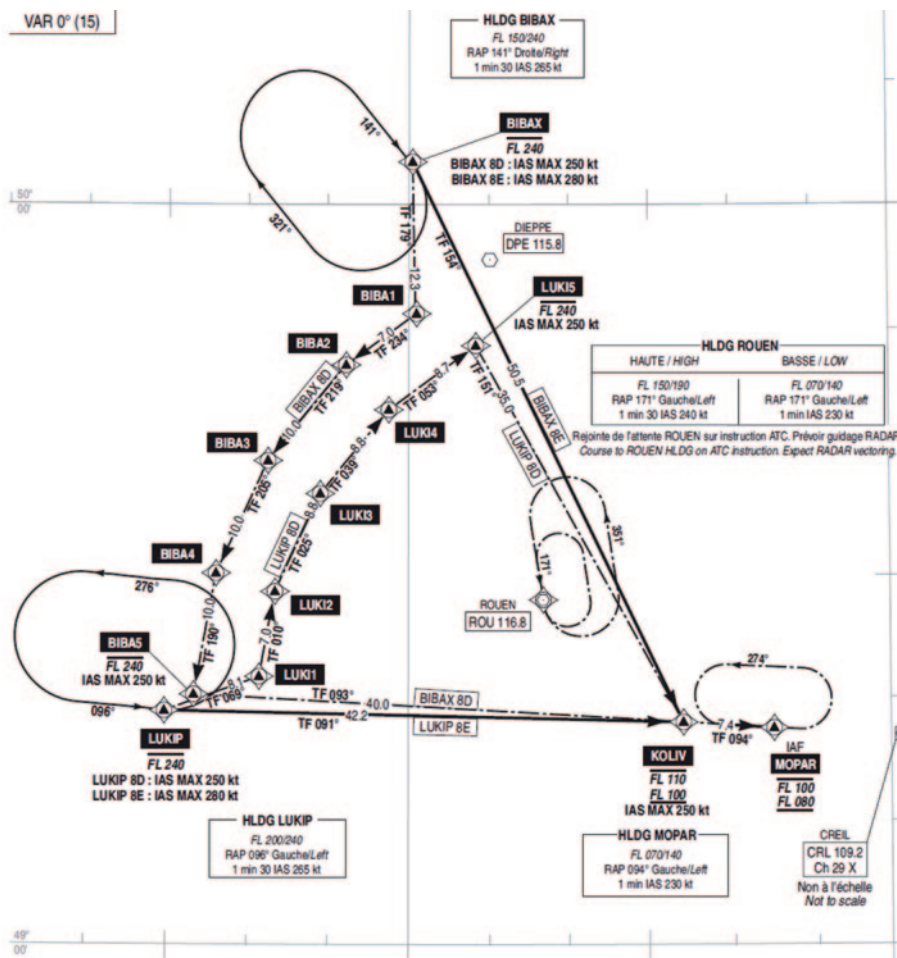 VAR 0° (15)
HLDG BIBAX
FL 150/240
RAP 141° Droite/Right
1 min 30 IAS 265 kt
BIBAX
FL 240
BIBAX 8D : IAS MAX 250 kt
BIBAX 8E : IAS MAX 280 kt
141°
321°
50°
00'
TF 179°
12.3
TF 154°
50.5
BIBAX 8E
DIEPPE
DPE 115.8
BIBA1
7.0
TF 234°
LUKI5
FL 240
IAS MAX 250 kt
BIBA2
BIBAX 8D
TF 219°
10.0
8.7
TF 053°
TF 151°
35.0
LUKIP 8D
HLDG ROUEN
HAUTE / HIGH
BASSE / LOW
FL 150/190
FL 070/140
RAP 171° Gauche/Left
RAP 171° Gauche/Left
1 min 30 IAS 240 kt
1 min IAS 230 kt
Rejointe de l'attente ROUEN sur instruction ATC. Prévoir guidage RADAR
Course to ROUEN HLDG on ATC instruction. Expect RADAR vectoring.
LUKI4
8.8
TF 039°
BIBA3
TF 205°
10.0
LUKI3
8.8
LUKIP 8D
TF 025°
351°
171°
BIBA4
276°
10.0
TF 190°
LUKI2
ROUEN
ROU 116.8
7.0
TF 010°
BIBA5
FL 240
IAS MAX 250 kt
LUKI1
8.1
TF 069°
274°
TF 093°
40.0
BIBAX 8D
096°
TF 091°
42.2
LUKIP 8E
7.4
TF 094°
LUKIP
FL 240
LUKIP 8D : IAS MAX 250 kt
LUKIP 8E : IAS MAX 280 kt
KOLIV
FL 110
FL 100
IAS MAX 250 kt
IAF
MOPAR
FL 100
FL 080
HLDG LUKIP
FL 200/240
RAP 096° Gauche/Left
1 min 30 IAS 265 kt
HLDG MOPAR
FL 070/140
RAP 094° Gauche/Left
1 min IAS 230 kt
CREIL
CRL 109.2
Ch 29 X
Non à l'échelle
Not to scale
49°
00'